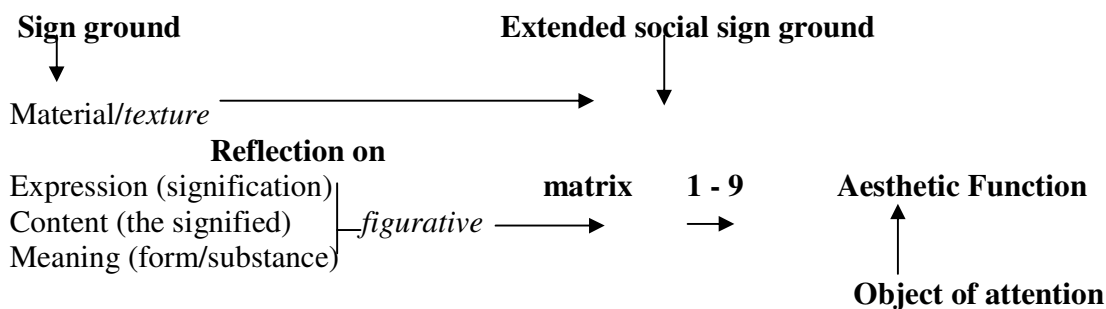 Sign ground Extended social sign ground
Material/texture
Reflection on
Expression (signification) matrix 1 - 9 Aesthetic Function
Content (the signified) figurative
Meaning (form/substance)
Object of attention